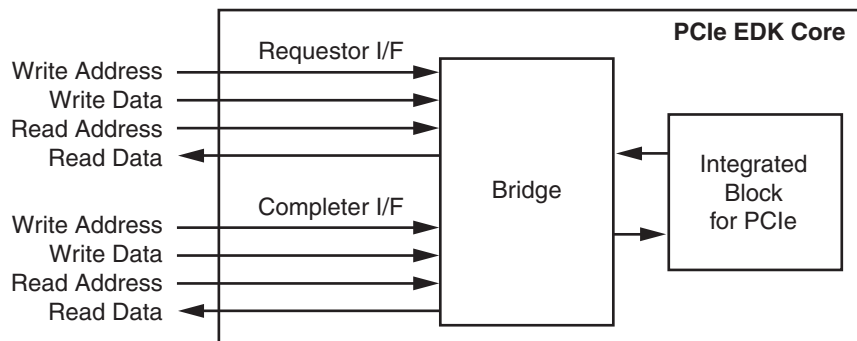 PCIe EDK Core
Requestor I/F
Write Address
Write Data
Read Address
Read Data
Completer I/F
Write Address
Write Data
Read Address
Read Data
Bridge
Integrated
Block
for PCIe